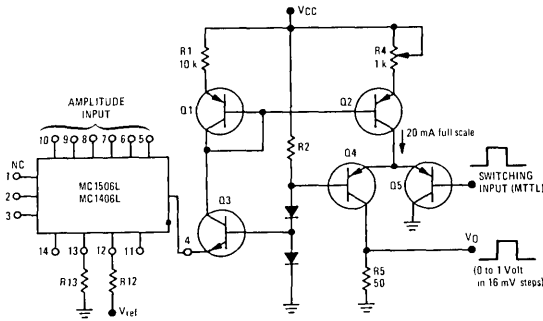 VCC
R1
10 k
R4
1 k
Q1
Q2
AMPLITUDE
INPUT
20 mA full scale
10 9 8 7 6 5
R2
Q4
NC
1
2
3
MC1506L
MC1406L
Q3
Q5
SWITCHING
INPUT (MTTL)
4
14 13 12 11
VO
R13
R12
R5
50
(0 to 1 Volt
in 16 mV steps)
Vref